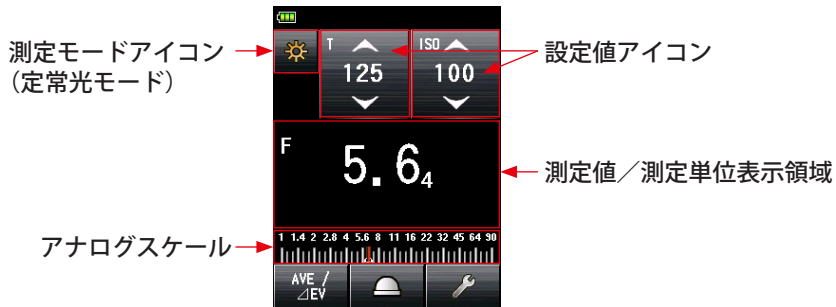 測定モードアイコン
（定常光モード）
T
125
ISO
100
設定値アイコン
F
5.6₄
測定値／測定単位表示領域
アナログスケール
1 1.4 2 2.8 4 5.6 8 11 16 22 32 45 64 90
AVE /
⊿EV